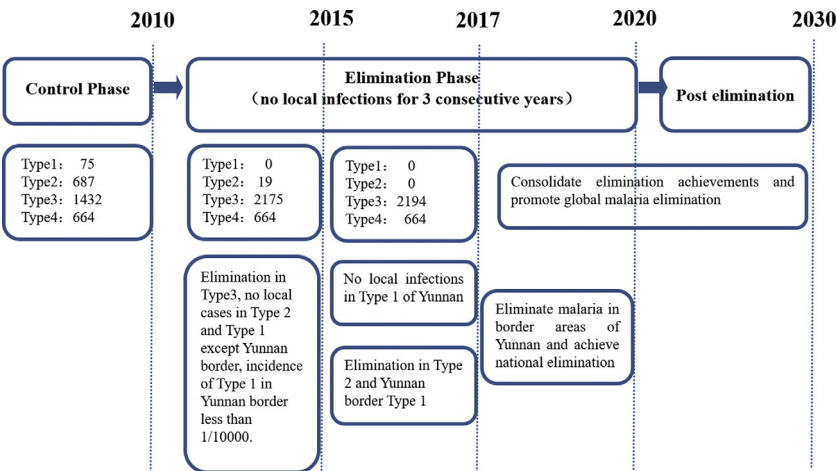 2010
2015
2017
2020
2030
Control Phase
Elimination Phase
（no local infections for 3 consecutive years）
Post elimination
Type1： 75
Type2：687
Type3：1432
Type4：664
Type1： 0
Type2： 19
Type3：2175
Type4：664
Type1： 0
Type2： 0
Type3：2194
Type4： 664
Consolidate elimination achievements and
promote global malaria elimination
Elimination in
Type3, no local
cases in Type 2
and Type 1
except Yunnan
border, incidence
of Type 1 in
Yunnan border
less than
1/10000.
No local infections
in Type 1 of Yunnan
Elimination in Type
2 and Yunnan
border Type 1
Eliminate malaria in
border areas of
Yunnan and achieve
national elimination